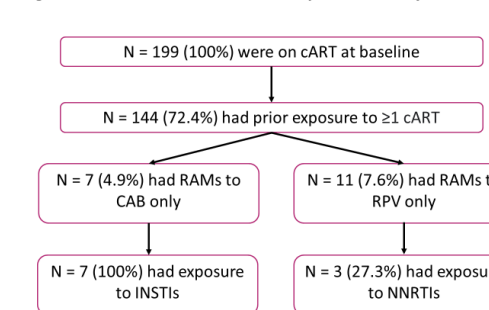 N = 199 (100%) were on cART at baseline
N = 144 (72.4%) had prior exposure to ≥1 cART
N = 7 (4.9%) had RAMs to
CAB only
N = 11 (7.6%) had RAMs
RPV only
N = 7 (100%) had exposure
to INSTIs
N = 3 (27.3%) had
to NNRTIs